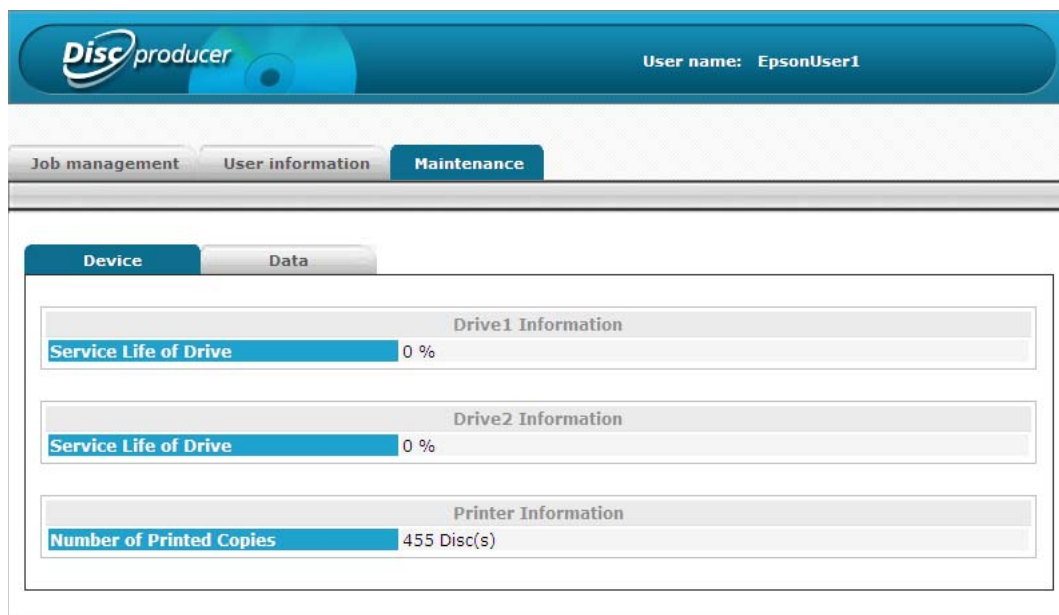 Disc producer
User name: EpsonUser1
Job management User information Maintenance
Device Data
Drive1 Information
Service Life of Drive 0 %
Drive2 Information
Service Life of Drive 0 %
Printer Information
Number of Printed Copies 455 Disc(s)